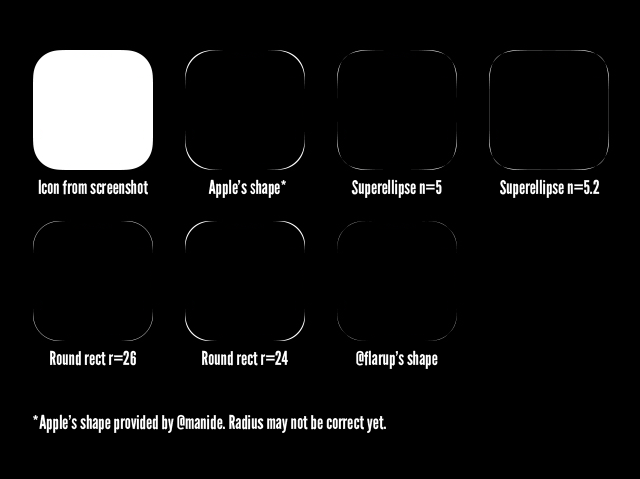 Icon from screenshot
Apple's shape*
Superellipse n=5
Superellipse n=5.2
Round rect r=26
Round rect r=24
@flarup's shape
*Apple's shape provided by @manide. Radius may not be correct yet.